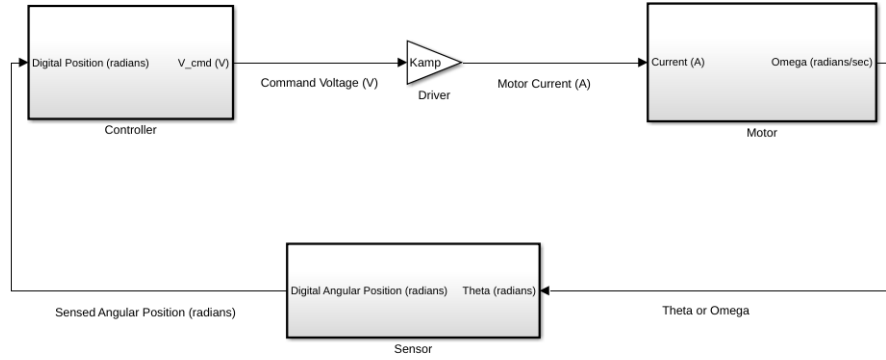 Digital Position (radians)
V_cmd (V)
Controller
Command Voltage (V)
Kamp
Driver
Motor Current (A)
Current (A)
Omega (radians/sec)
Motor
Sensed Angular Position (radians)
Digital Angular Position (radians)
Theta (radians)
Sensor
Theta or Omega